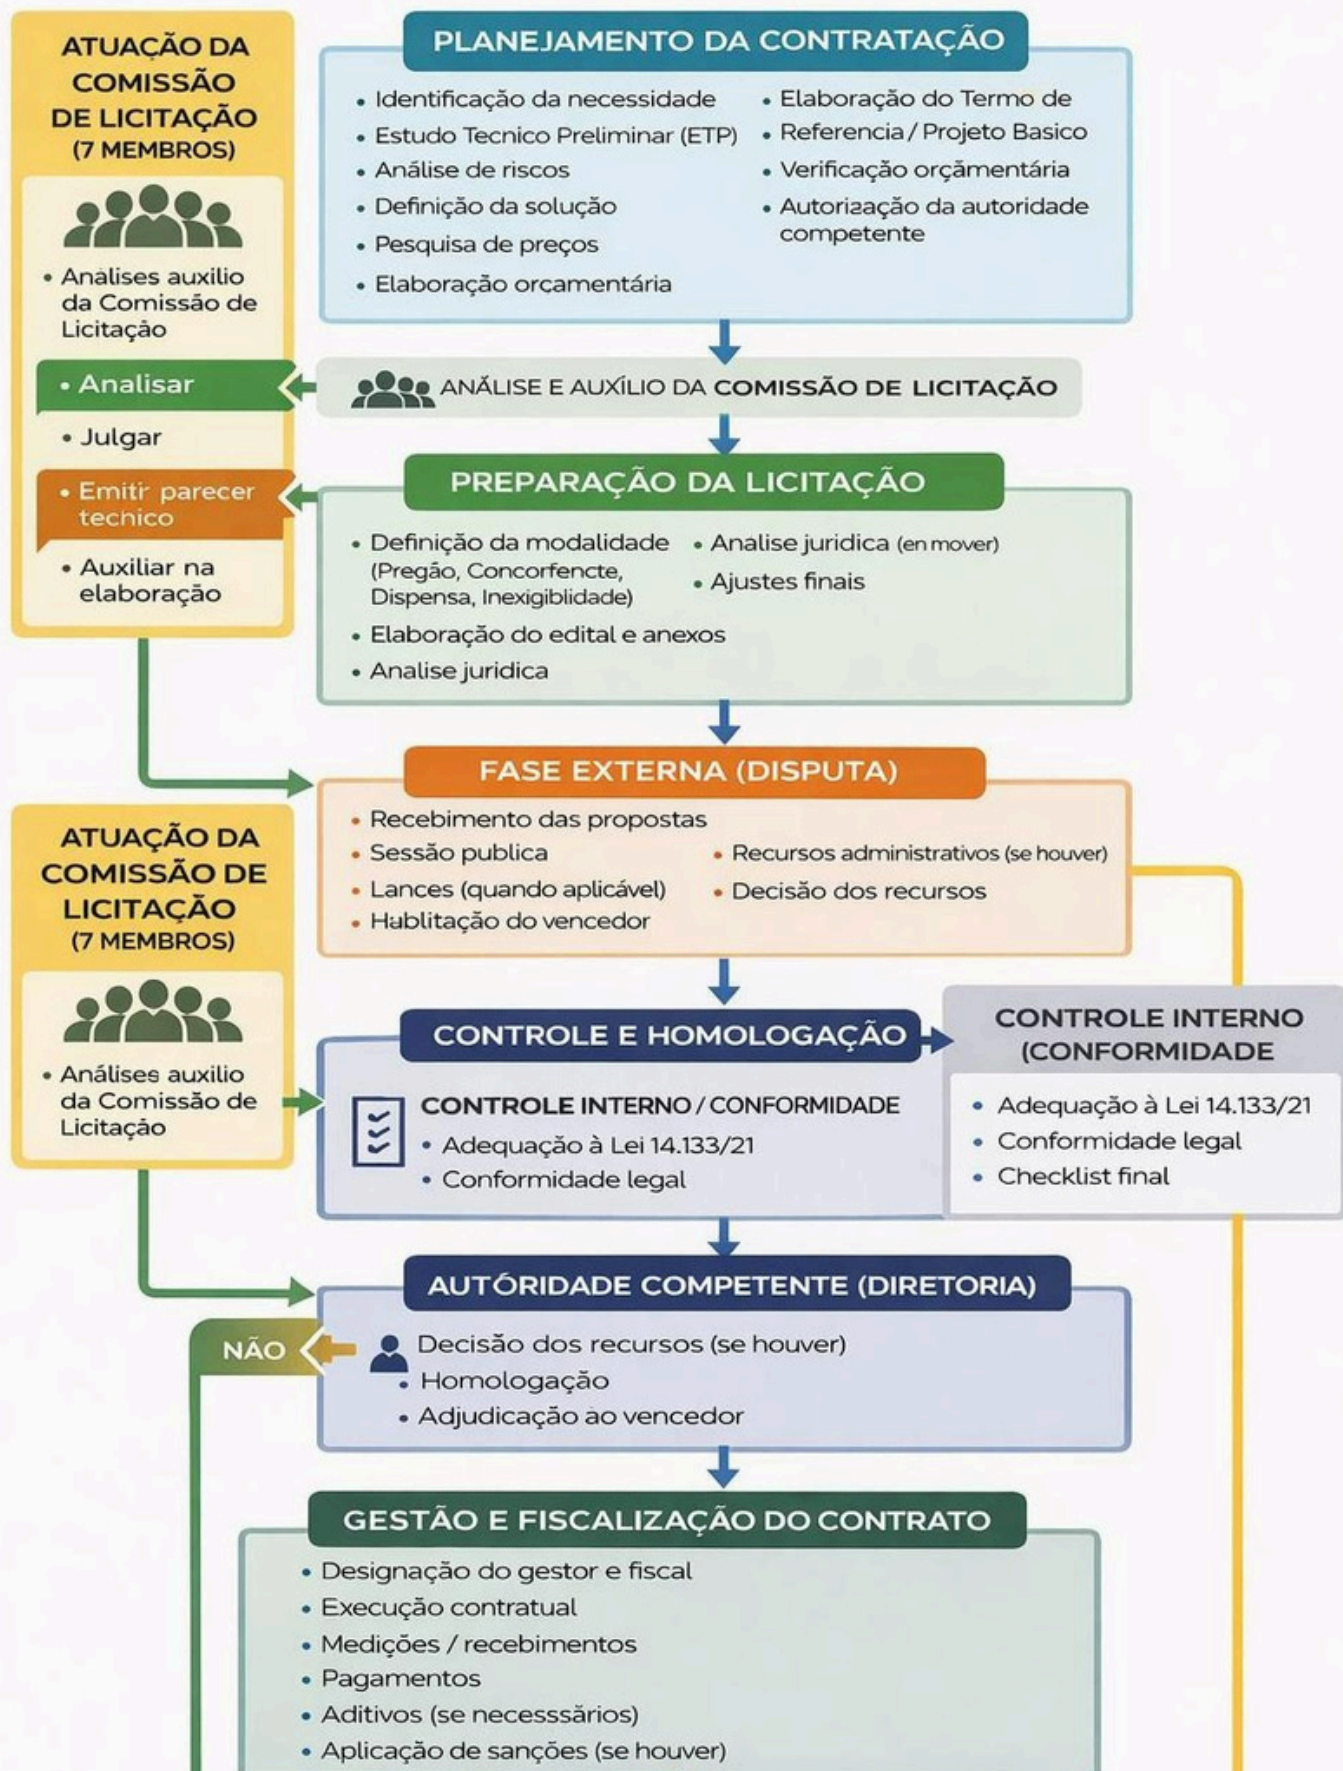 ATUAÇÃO DA
COMISSÃO
DE LICITAÇÃO
(7 MEMBROS)
• Anàlises auxilio
da Comissão de
Licitação
• Analisar
• Julgar
• Emitir parecer
tecnico
• Auxiliar na
elaboração
PLANEJAMENTO DA CONTRATAÇÃO
• Identificação da necessidade
• Estudo Tecnico Preliminar (ETP)
• Análise de riscos
• Definição da solução
• Pesquisa de preços
• Elaboração orçamentária
• Elaboração do Termo de
• Referencia / Projeto Basico
• Verificação orçămentária
• Autorização da autoridade
competente
ANĂLISE E AUXÍLIO DA COMISSÃO DE LICITAÇÃO
PREPARAÇÃO DA LICITAÇÃO
• Definição da modalidade
(Pregão, Concorfencte,
Dispensa, Inexigiblidade)
• Elaboração do edital e anexos
• Analise juridica
• Analise juridica (en mover)
• Ajustes finais
FASE EXTERNA (DISPUTA)
• Recebimento das propostas
• Sessão publica
• Lances (quando aplicável)
• Hablitação do vencedor
• Recursos administrativos (se houver)
• Decisão dos recursos
ATUAÇÃO DA
COMISSÃO DE
LICITAÇÃO
(7 MEMBROS)
• Análises auxilio
da Comissão de
Licitação
CONTROLE E HOMOLOGAÇÃO
CONTROLE INTERNO / CONFORMIDADE
• Adequação à Lei 14.133/21
• Conformidade legal
CONTROLE INTERNO
(CONFORMIDADE
• Adequação à Lei 14.133/21
• Conformidade legal
• Checklist final
AUTÓRIDADE COMPETENTE (DIRETORIA)
NÃO
Decisão dos recursos (se houver)
• Homologação
• Adjudicação ào vencedor
GESTÃO E FISCALIZAÇÃO DO CONTRATO
• Designação do gestor e fiscal
• Execução contratual
• Medições / recebimentos
• Pagamentos
• Aditivos (se necesssários)
• Aplicação de sanções (se houver)